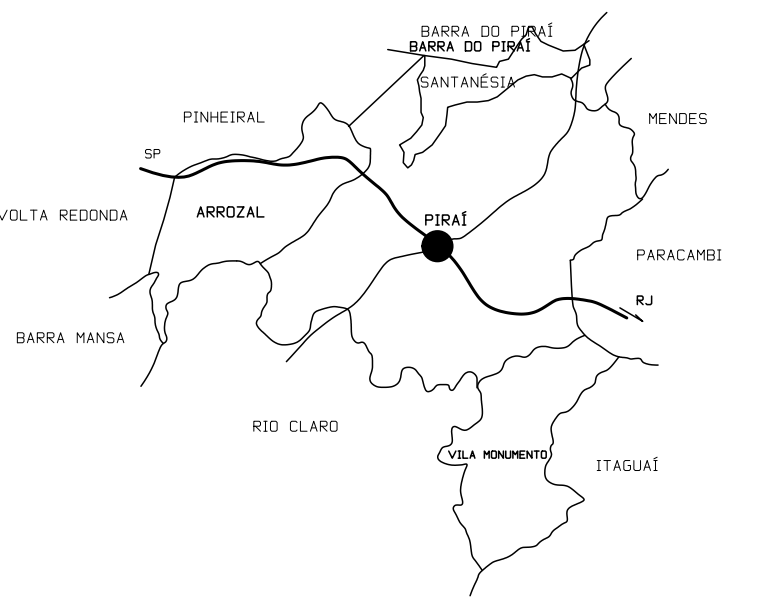 BARRA DO PIRAÍ
BARRA DO PIRAÍ
SANTANÉSIA
PINHEIRAL
MENDES
SP
VOLTA REDONDA
ARROZAL
PIRAÍ
PARACAMBI
RJ
BARRA MANSA
RIO CLARO
VILA MONUMENTO
ITAGUAÍ